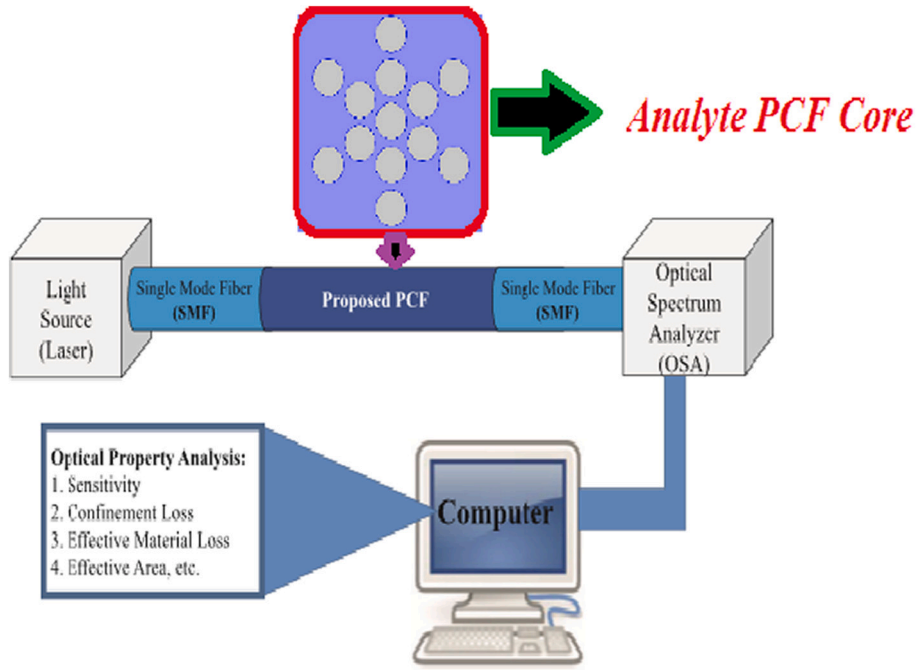 Analyte PCF Core
Light
Source
(Laser)
Single Mode Fiber
(SMF)
Proposed PCF
Single Mode Fiber
(SMF)
Optical
Spectrum
Analyzer
(OSA)
Optical Property Analysis:
1. Sensitivity
2. Confinement Loss
3. Effective Material Loss
4. Effective Area, etc.
Computer